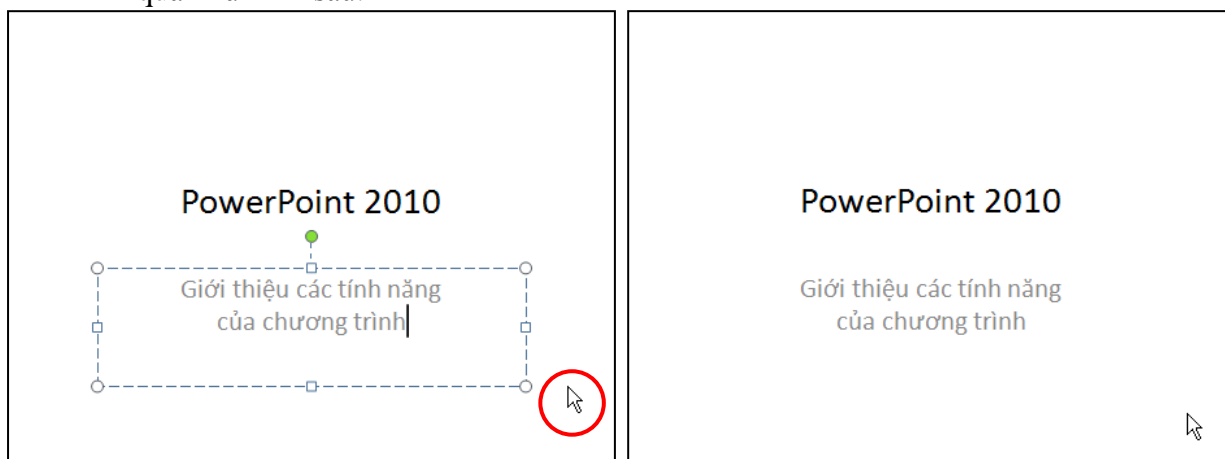 PowerPoint 2010
Giới thiệu các tính năng
của chương trình
PowerPoint 2010
Giới thiệu các tính năng
của chương trình